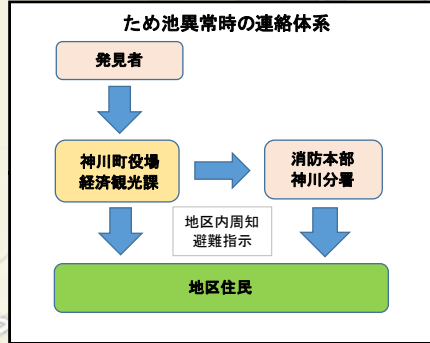 ため池異常時の連絡体系
発見者
神川町役場
経済観光課
消防本部
神川分署
地区内周知
避難指示
地区住民